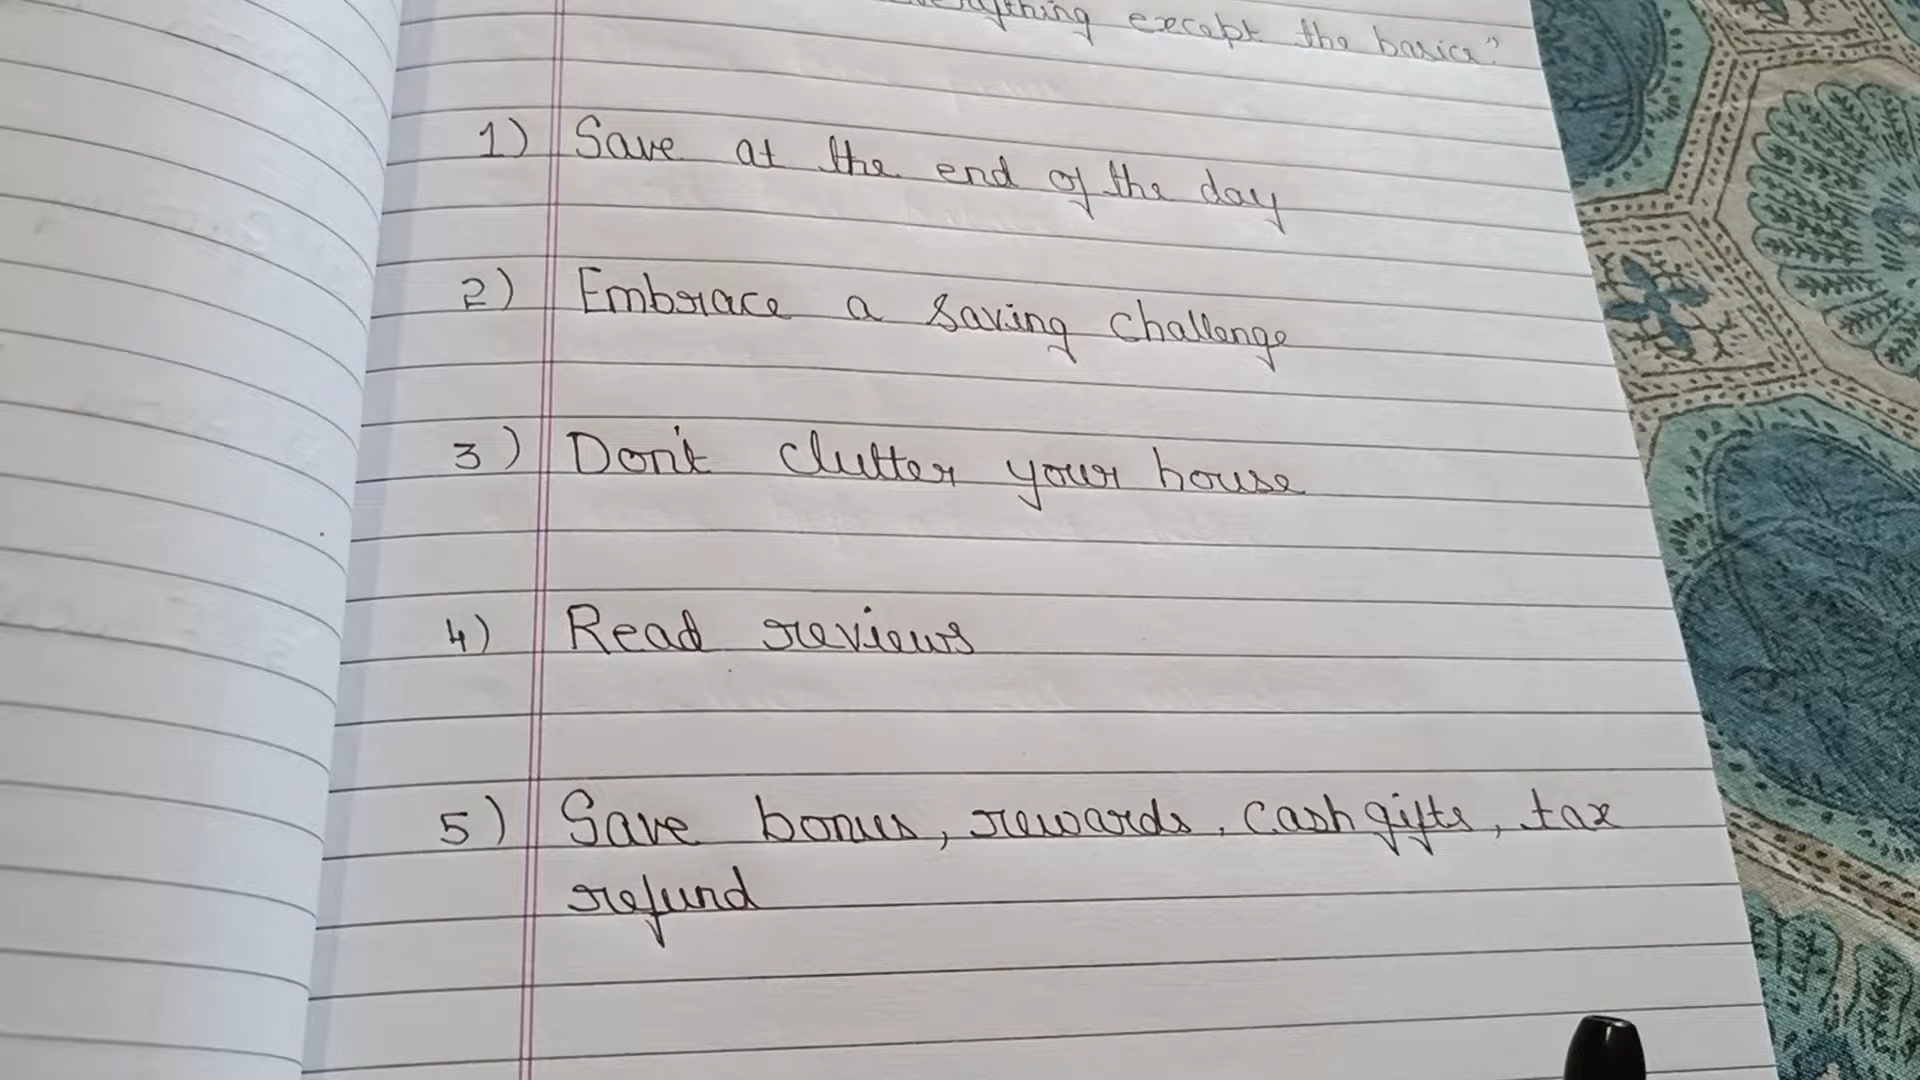 everything except the basics"
1) Save at the end of the day
2) Embrace a saving challenge
3) Don't clutter your house
4) Read reviews
5) Save bonus, rewards, cash gifts, tax
refund